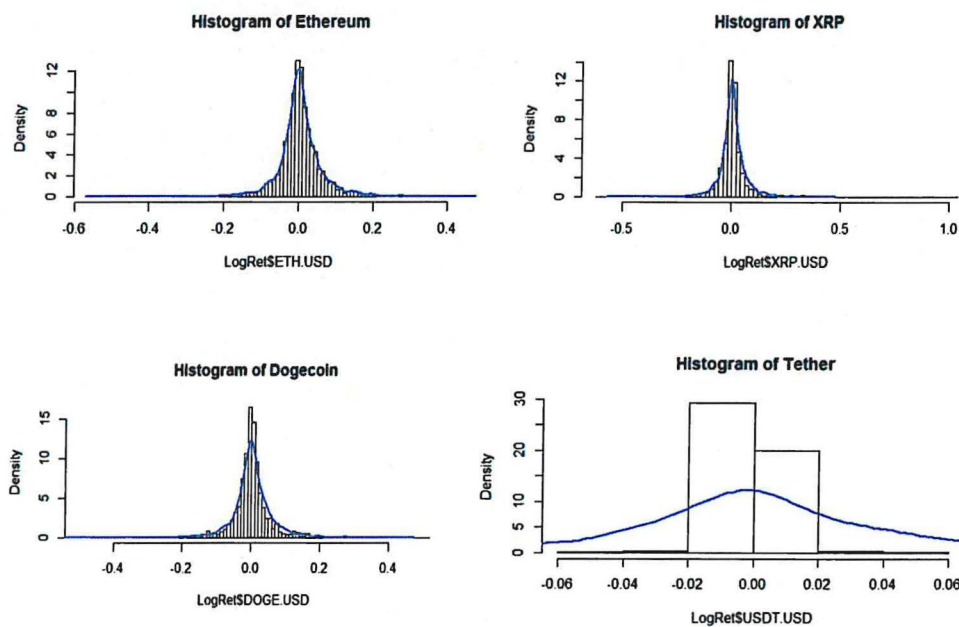 Histogram of Ethereum
Density
0 2 4 6 8 12
-0.6 -0.4 -0.2 0.0 0.2 0.4
LogRet$ETH.USD
Histogram of XRP
Density
0 4 8 12
-0.5 0.0 0.5 1.0
LogRet$XRP.USD
Histogram of Dogecoin
Density
0 5 10 15
-0.4 -0.2 0.0 0.2 0.4
LogRet$DOGE.USD
Histogram of Tether
Density
0 5 10 20 30
-0.06 -0.04 -0.02 0.00 0.02 0.04 0.06
LogRet$USDT.USD